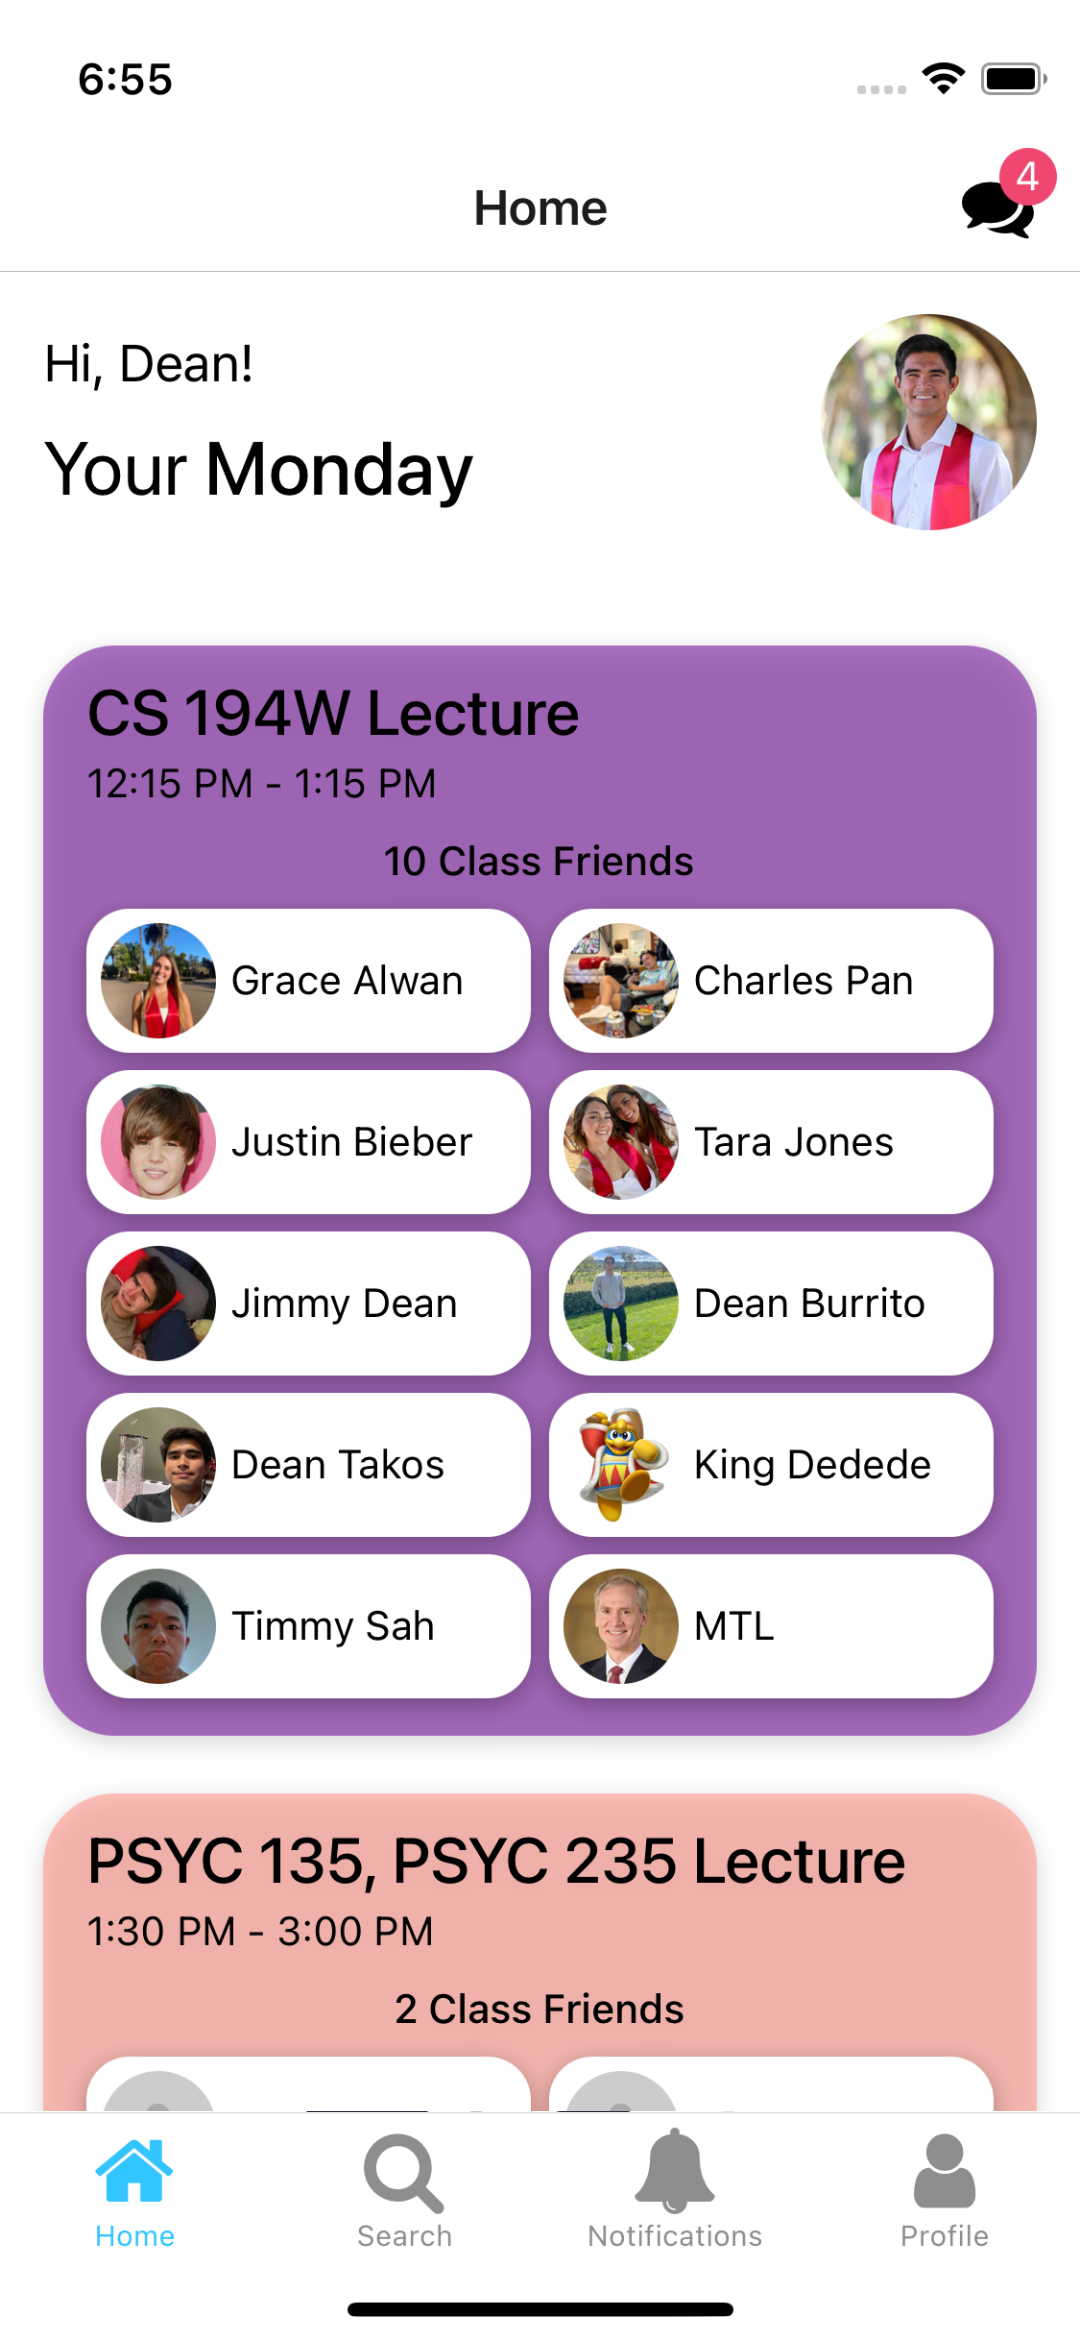 6:55
Home
4
Hi, Dean!
Your Monday
CS 194W Lecture
12:15 PM - 1:15 PM
10 Class Friends
Grace Alwan
Charles Pan
Justin Bieber
Tara Jones
Jimmy Dean
Dean Burrito
Dean Takos
King Dedede
Timmy Sah
MTL
PSYC 135, PSYC 235 Lecture
1:30 PM - 3:00 PM
2 Class Friends
Home
Search
Notifications
Profile